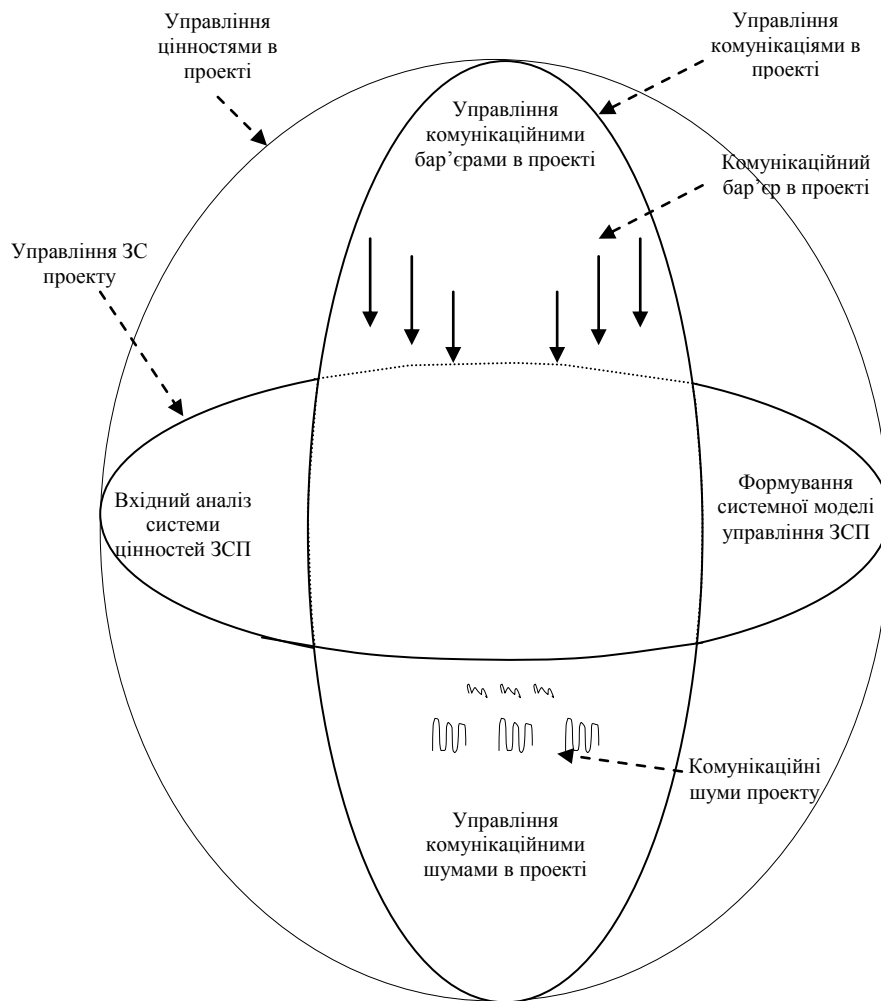 Управління
цінностями в
проекті
Управління
комунікаціями в
проекті
Управління
комунікаційними
бар’єрами в проекті
Комунікаційний
бар’єр в проекті
Управління ЗС
проекту
Вхідний аналіз
системи
цінностей ЗСП
Формування
системної моделі
управління ЗСП
Комунікаційні
шуми проекту
Управління
комунікаційними
шумами в проекті